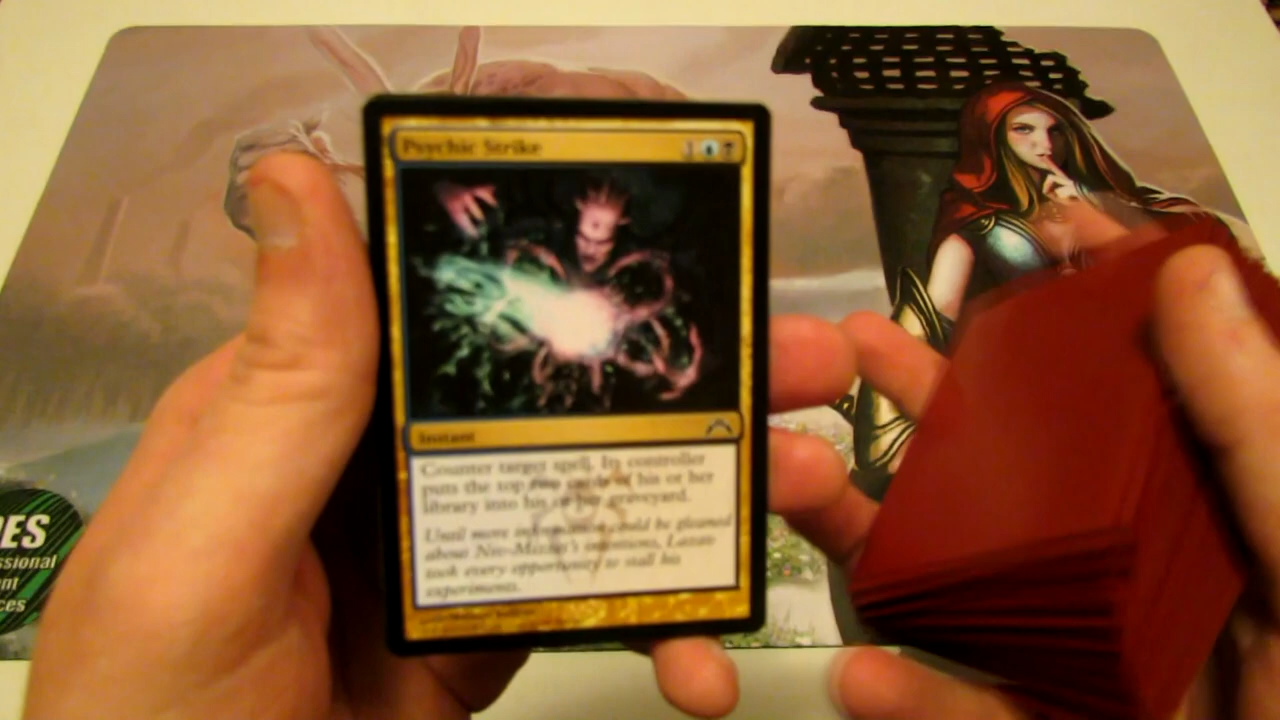 Psychic Strike 1
Instant
Counter target spell. Its controller
puts the top two cards of his or her
library into his or her graveyard.
Until more information could be gleaned
about Niv-Mizzet's intentions, Lazav
took every opportunity to stall his
experiments.
ES
ssional
nt
ces